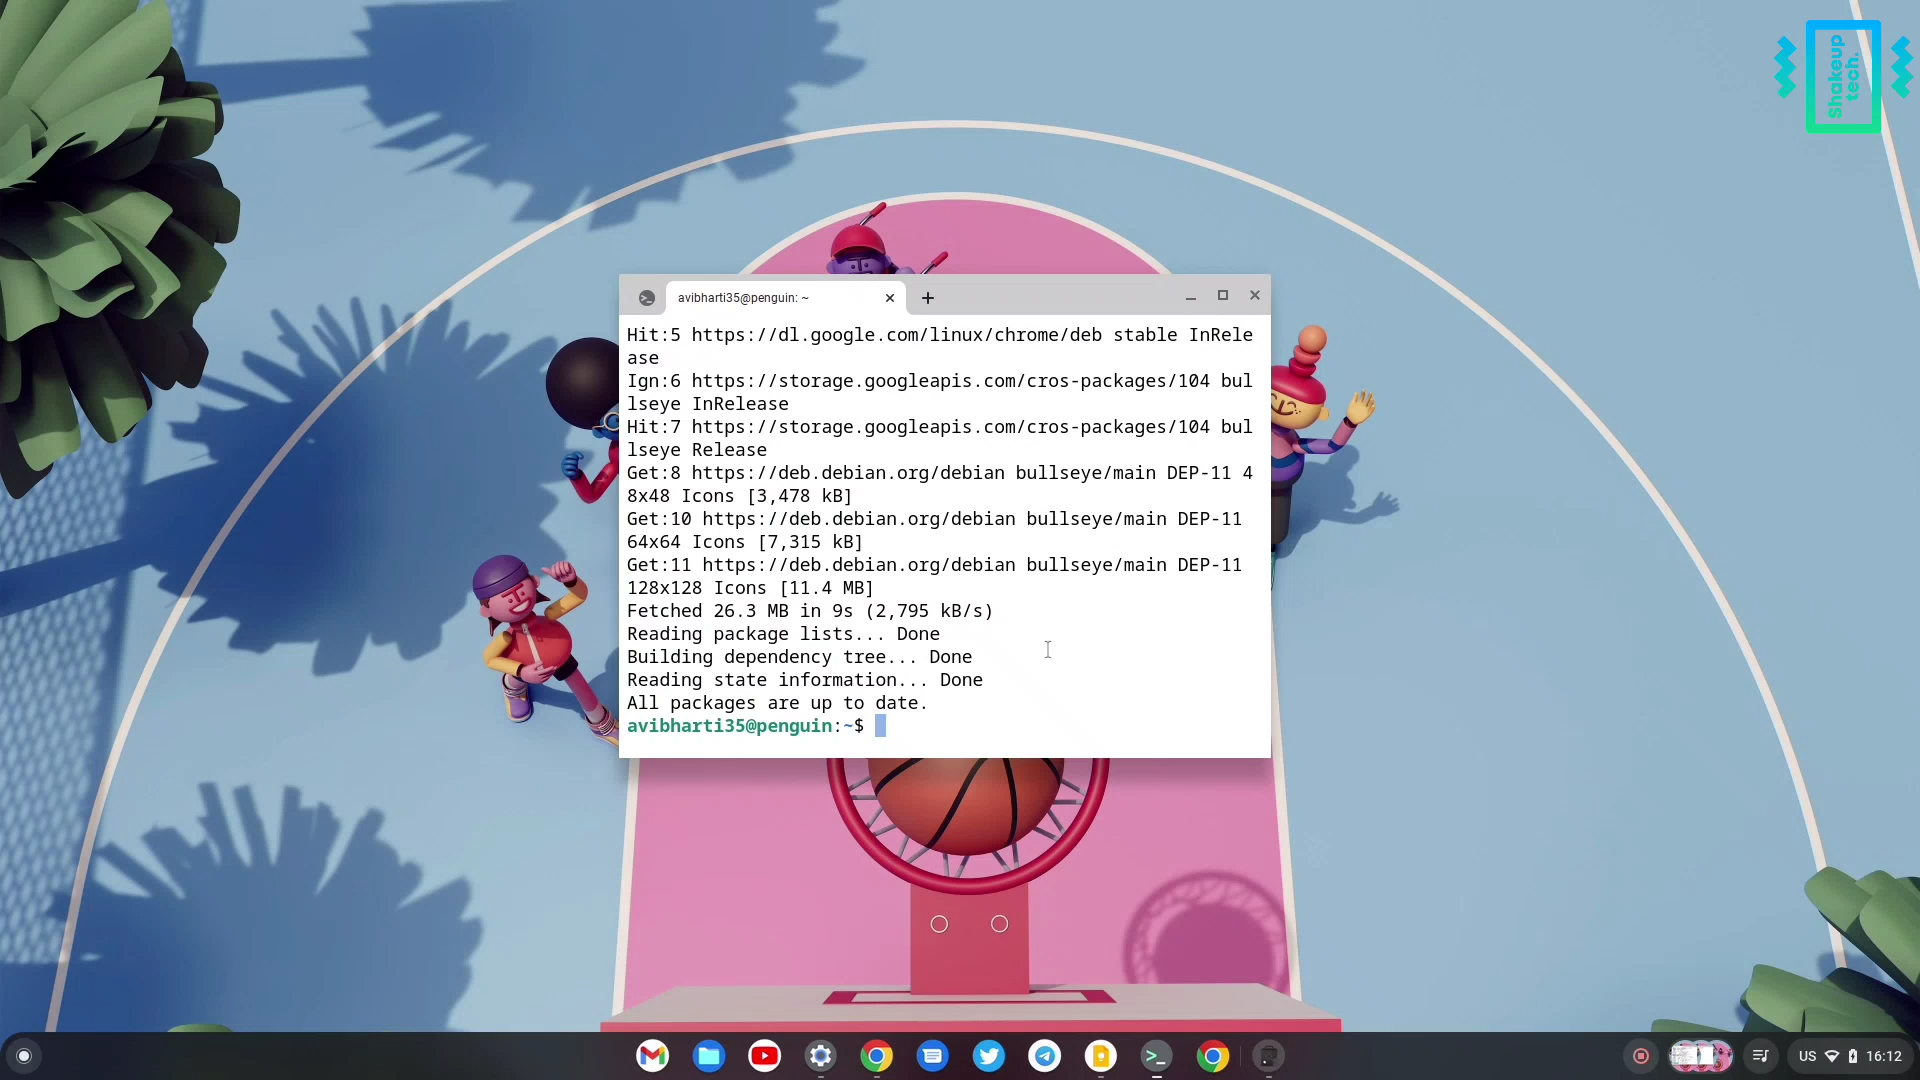 Shakeup
tech.
avibharti35@penguin: ~
Hit:5 https://dl.google.com/linux/chrome/deb stable InRele
ase
Ign:6 https://storage.googleapis.com/cros-packages/104 bul
lseye InRelease
Hit:7 https://storage.googleapis.com/cros-packages/104 bul
lseye Release
Get:8 https://deb.debian.org/debian bullseye/main DEP-11 4
8x48 Icons [3,478 kB]
Get:10 https://deb.debian.org/debian bullseye/main DEP-11
64x64 Icons [7,315 kB]
Get:11 https://deb.debian.org/debian bullseye/main DEP-11
128x128 Icons [11.4 MB]
Fetched 26.3 MB in 9s (2,795 kB/s)
Reading package lists... Done
Building dependency tree... Done
Reading state information... Done
All packages are up to date.
avibharti35@penguin:~$
US 16:12